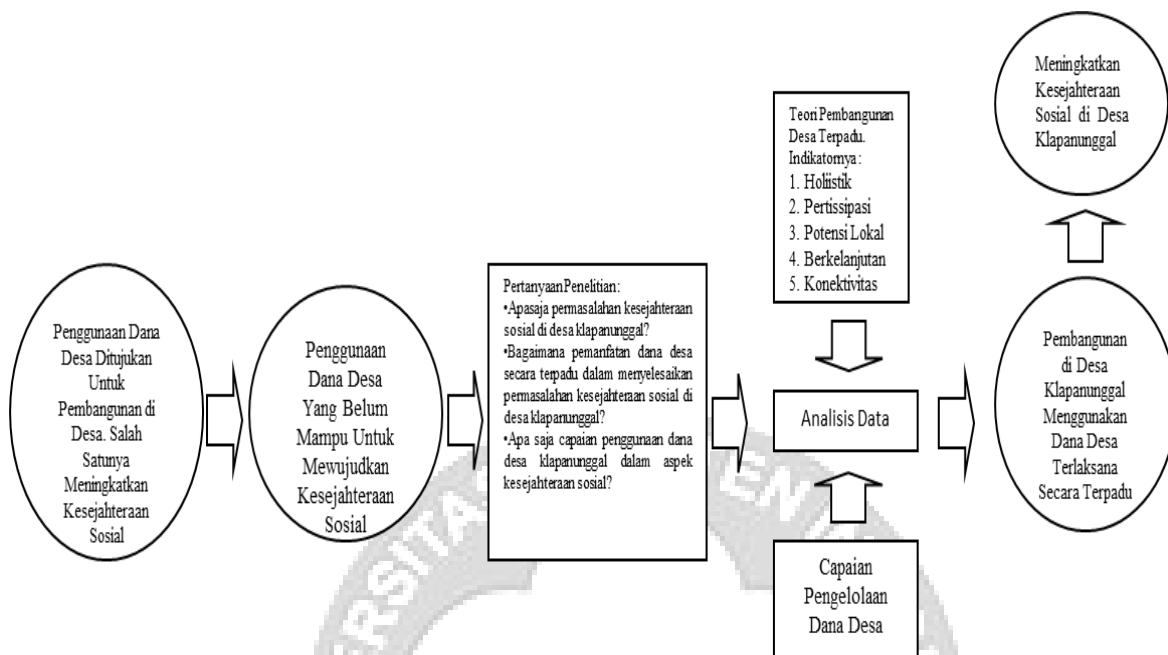 Penggunaan Dana
Desa Ditujukan
Untuk
Pembangunan di
Desa. Salah
Satunya
Meningkatkan
Kesejahteraan
Sosial
Penggunaan
Dana Desa
Yang Belum
Mampu Untuk
Mewujudkan
Kesejahteraan
Sosial
Pertanyaan Penelitian :
•Apasaja permasalahan kesejahteraan
sosial di desa klapanunggal?
•Bagaimana pemanfatan dana desa
secara terpadu dalam menyelesaikan
permasalahan kesejahteraan sosial di
desa klapanunggal?
•Apa saja capaian penggunaan dana
desa klapanunggal dalam aspek
kesejahteraan sosial?
Teori Pembangunan
Desa Terpadu.
Indikatornya :
1. Holiistik
2. Pertissipasi
3. Potensi Lokal
4. Berkelanjutan
5. Konektivitas
Analisis Data
Capaian
Pengelolaan
Dana Desa
Pembangunan
di Desa
Klapanunggal
Menggunakan
Dana Desa
Terlaksana
Secara Terpadu
Meningkatkan
Kesejahteraan
Sosial di Desa
Klapanunggal